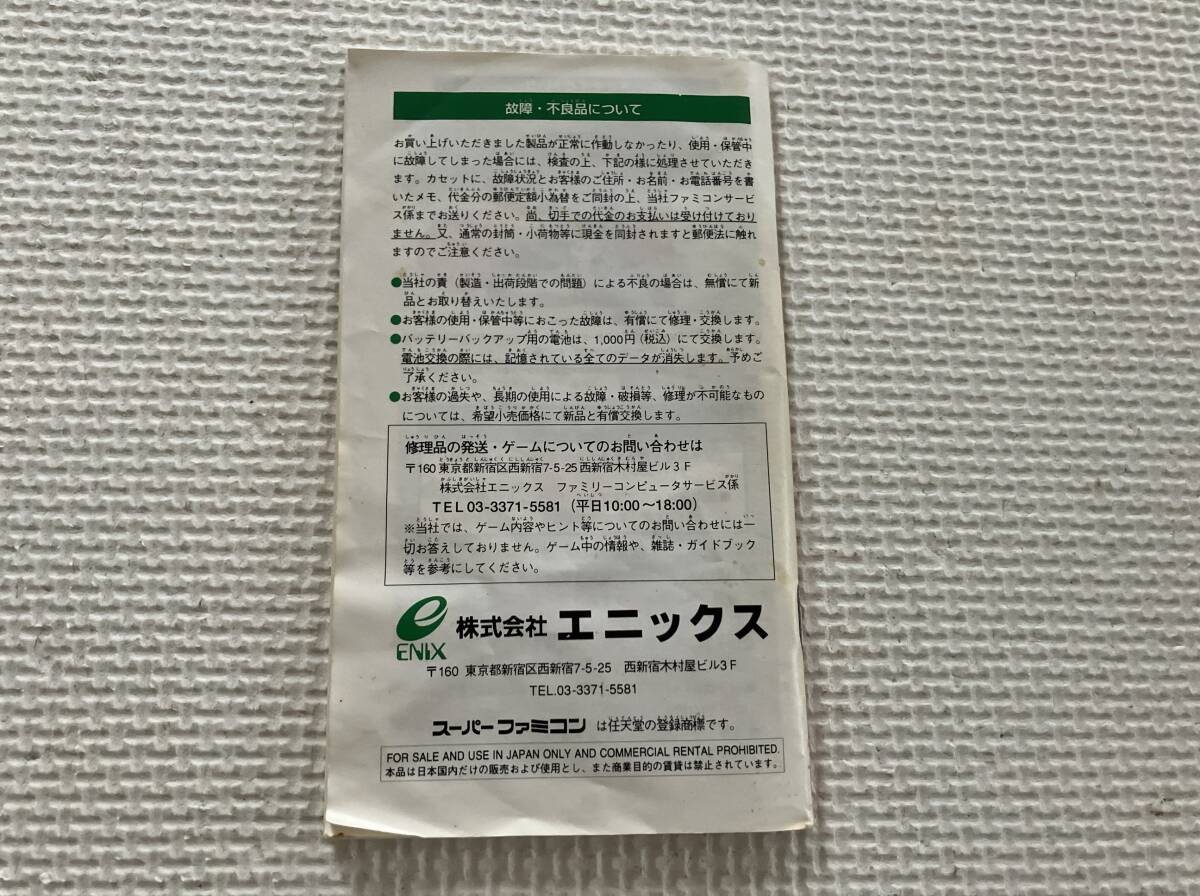 故障・不良品について
お買い上げいただきました製品が正常に作動しなかったり、使用・保管中
に故障してしまった場合には、検査の上、下記の様に処理させていただき
ます。カセットに、故障状況とお客様のご住所・お名前・お電話番号を書
いたメモ、代金分の郵便定額小為替をご同封の上、当社ファミコンサービ
ス係までお送りください。尚、切手での代金のお支払いは受け付けており
ません。又、通常の封筒・小荷物等に現金を同封されますと郵便法に触れ
ますのでご注意ください。
●当社の責（製造・出荷段階での問題）による不良の場合は、無償にて新
品とお取り替えいたします。
●お客様の使用・保管中等におこった故障は、有償にて修理・交換します。
●バッテリーバックアップ用の電池は、1,000円（税込）にて交換します。
電池交換の際には、記憶されている全てのデータが消失します。予めご
了承ください。
●お客様の過失や、長期の使用による故障・破損等、修理が不可能なもの
については、希望小売価格にて新品と有償交換します。
修理品の発送・ゲームについてのお問い合わせは
〒160 東京都新宿区西新宿7-5-25 西新宿木村屋ビル3F
株式会社エニックス ファミリーコンピュータサービス係
TEL 03-3371-5581（平日10:00〜18:00）
※当社では、ゲーム内容やヒント等についてのお問い合わせには一
切お答えしておりません。ゲーム中の情報や、雑誌・ガイドブック
等を参考にしてください。
ENIX 株式会社 エニックス
〒160 東京都新宿区西新宿7-5-25 西新宿木村屋ビル3F
TEL.03-3371-5581
スーパーファミコン は任天堂の登録商標です。
FOR SALE AND USE IN JAPAN ONLY AND COMMERCIAL RENTAL PROHIBITED.
本品は日本国内だけの販売および使用とし、また商業目的の賃貸は禁止されています。